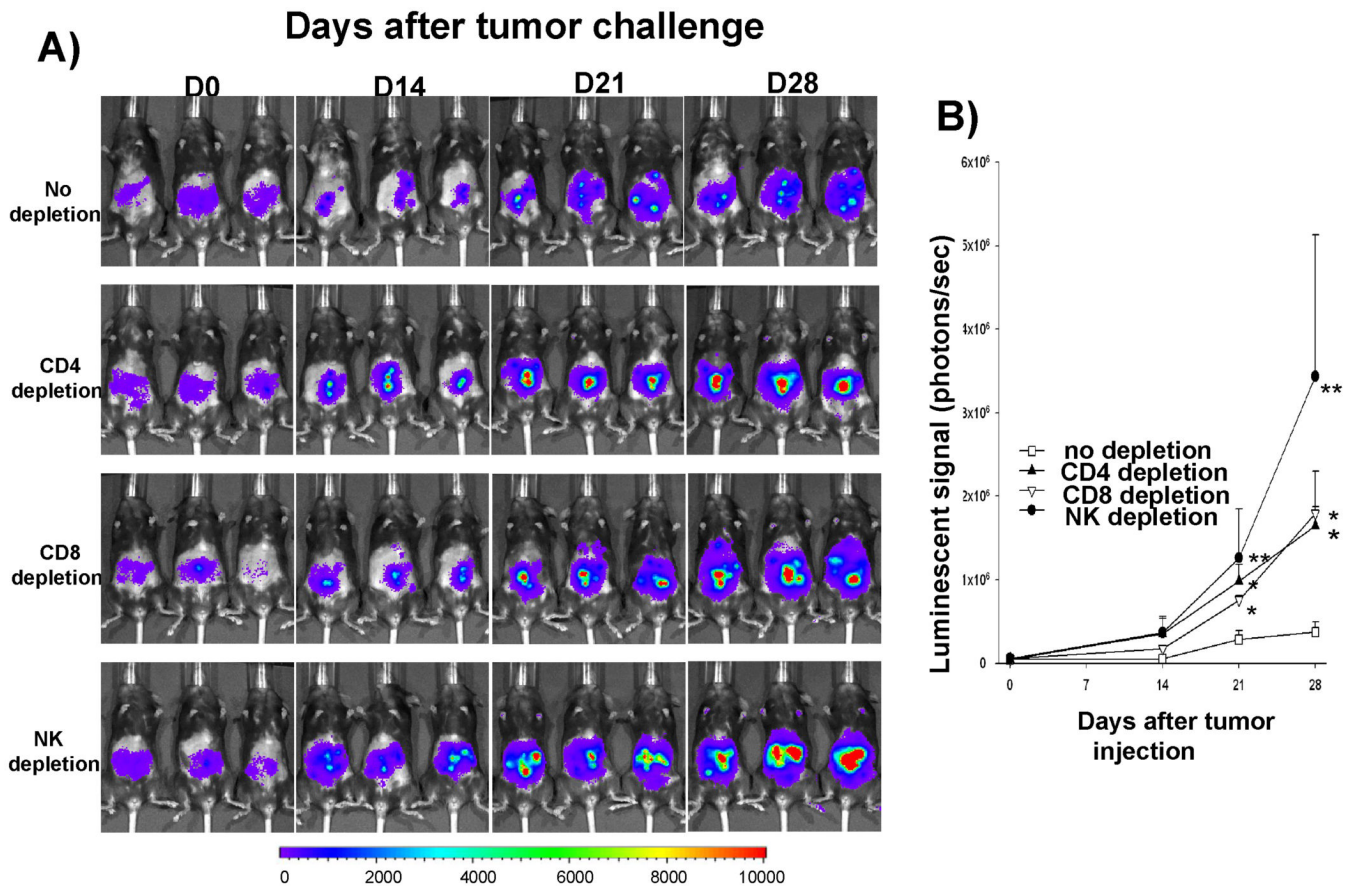 Days after tumor challenge
A)
D0 D14 D21 D28
No
depletion
CD4
depletion
CD8
depletion
NK
depletion
0 2000 4000 6000 8000 10000
B)
6x10⁶
5x10⁶
4x10⁶
3x10⁶
2x10⁶
1x10⁶
0
Luminescent signal (photons/sec)
no depletion
CD4 depletion
CD8 depletion
NK depletion
**
*
*
**
*
*
0 7 14 21 28
Days after tumor
injection